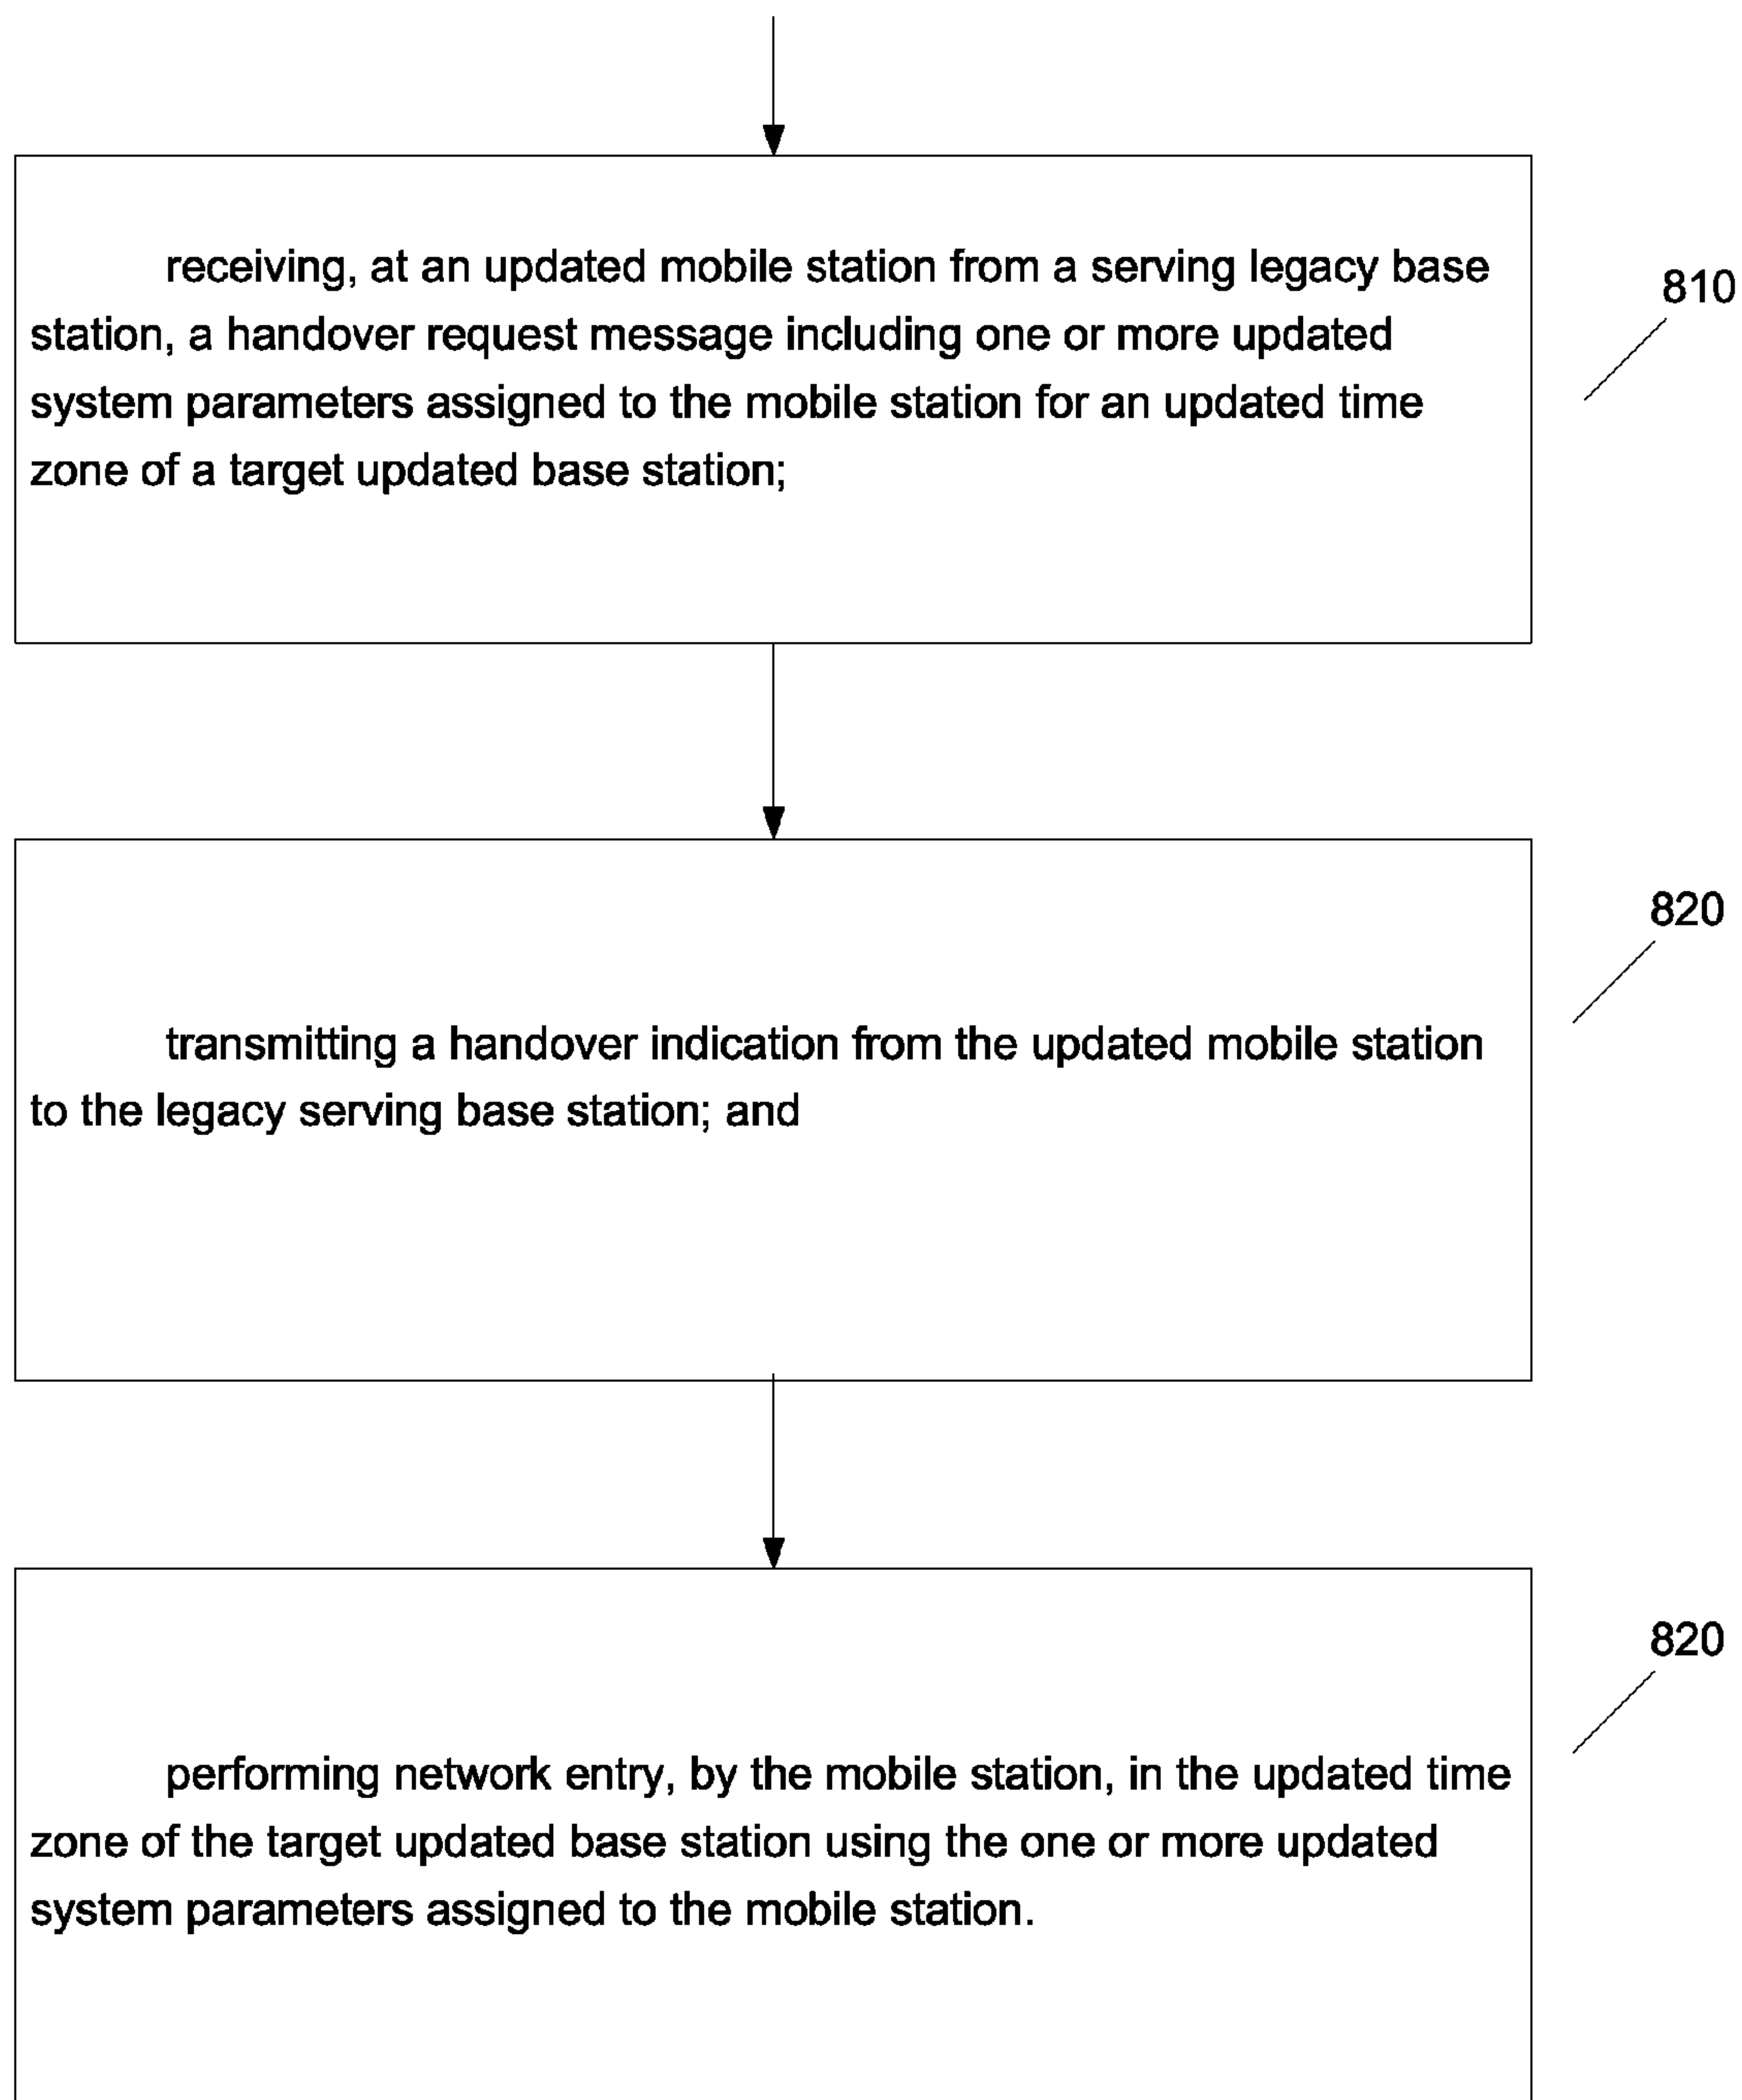 receiving, at an updated mobile station from a serving legacy base
station, a handover request message including one or more updated
system parameters assigned to the mobile station for an updated time
zone of a target updated base station;
810
transmitting a handover indication from the updated mobile station
to the legacy serving base station; and
820
performing network entry, by the mobile station, in the updated time
zone of the target updated base station using the one or more updated
system parameters assigned to the mobile station.
820